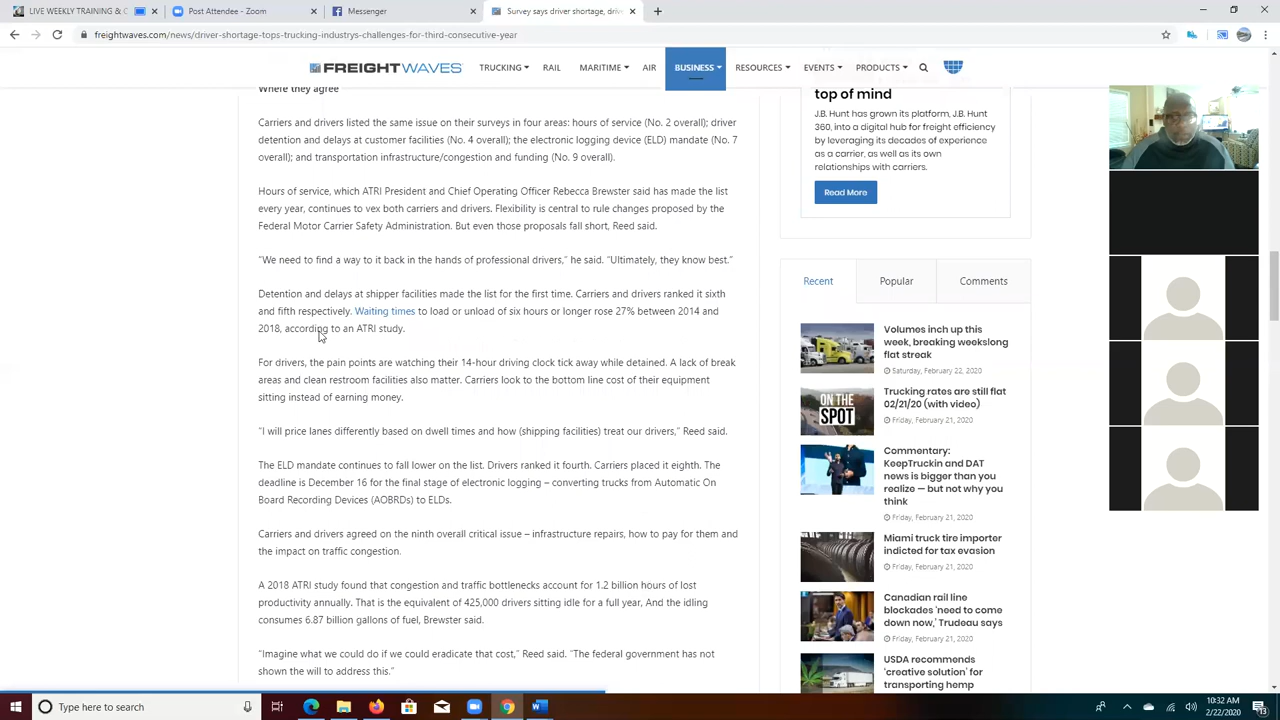 LIVE WEEKLY TRAINING & C
Post Attendee - Zoom
Messenger
Survey says driver shortage, driv
freightwaves.com/news/driver-shortage-tops-trucking-industrys-challenges-for-third-consecutive-year
FREIGHTWAVES
TRUCKING
RAIL
MARITIME
AIR
BUSINESS
RESOURCES
EVENTS
PRODUCTS
Where they agree
Carriers and drivers listed the same issue on their surveys in four areas: hours of service (No. 2 overall); driver
detention and delays at customer facilities (No. 4 overall); the electronic logging device (ELD) mandate (No. 7
overall); and transportation infrastructure/congestion and funding (No. 9 overall).
Hours of service, which ATRI President and Chief Operating Officer Rebecca Brewster said has made the list
every year, continues to vex both carriers and drivers. Flexibility is central to rule changes proposed by the
Federal Motor Carrier Safety Administration. But even those proposals fall short, Reed said.
"We need to find a way to it back in the hands of professional drivers," he said. "Ultimately, they know best."
Detention and delays at shipper facilities made the list for the first time. Carriers and drivers ranked it sixth
and fifth respectively. Waiting times to load or unload of six hours or longer rose 27% between 2014 and
2018, according to an ATRI study.
For drivers, the pain points are watching their 14-hour driving clock tick away while detained. A lack of break
areas and clean restroom facilities also matter. Carriers look to the bottom line cost of their equipment
sitting instead of earning money.
"I will price lanes differently based on dwell times and how (shipping facilities) treat our drivers," Reed said.
The ELD mandate continues to fall lower on the list. Drivers ranked it fourth. Carriers placed it eighth. The
deadline is December 16 for the final stage of electronic logging – converting trucks from Automatic On
Board Recording Devices (AOBRDs) to ELDs.
Carriers and drivers agreed on the ninth overall critical issue – infrastructure repairs, how to pay for them and
the impact on traffic congestion.
A 2018 ATRI study found that congestion and traffic bottlenecks account for 1.2 billion hours of lost
productivity annually. That is the equivalent of 425,000 drivers sitting idle for a full year, And the idling
consumes 6.87 billion gallons of fuel, Brewster said.
"Imagine what we could do if we could eradicate that cost," Reed said. "The federal government has not
shown the will to address this."
top of mind
J.B. Hunt has grown its platform, J.B. Hunt
360, into a digital hub for freight efficiency
by leveraging its decades of experience
as a carrier, as well as its own
relationships with carriers.
Read More
Recent
Popular
Comments
Volumes inch up this
week, breaking weekslong
flat streak
Saturday, February 22, 2020
ON THE
SPOT
Trucking rates are still flat
02/21/20 (with video)
Friday, February 21, 2020
Commentary:
KeepTruckin and DAT
news is bigger than you
realize — but not why you
think
Friday, February 21, 2020
Miami truck tire importer
indicted for tax evasion
Friday, February 21, 2020
Canadian rail line
blockades 'need to come
down now,' Trudeau says
Friday, February 21, 2020
USDA recommends
'creative solution' for
transporting hemp
Type here to search
10:32 AM
2/22/2020
13